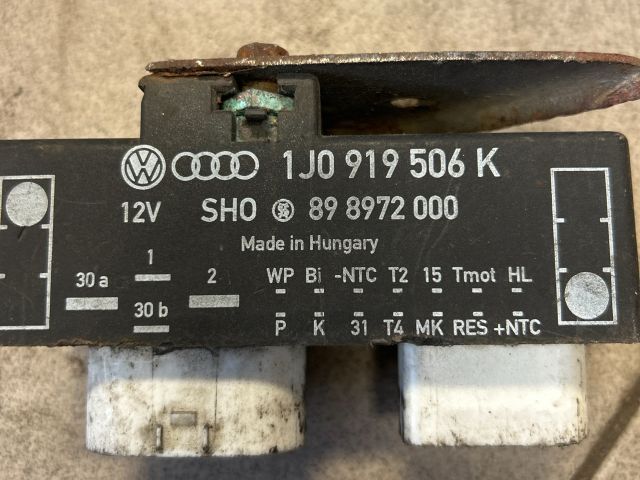 1J0 919 506 K
12V SHO 89 8972 000
Made in Hungary
1
30 a 2
30 b
WP Bi -NTC T2 15 Tmot HL
P K 31 T4 MK RES +NTC